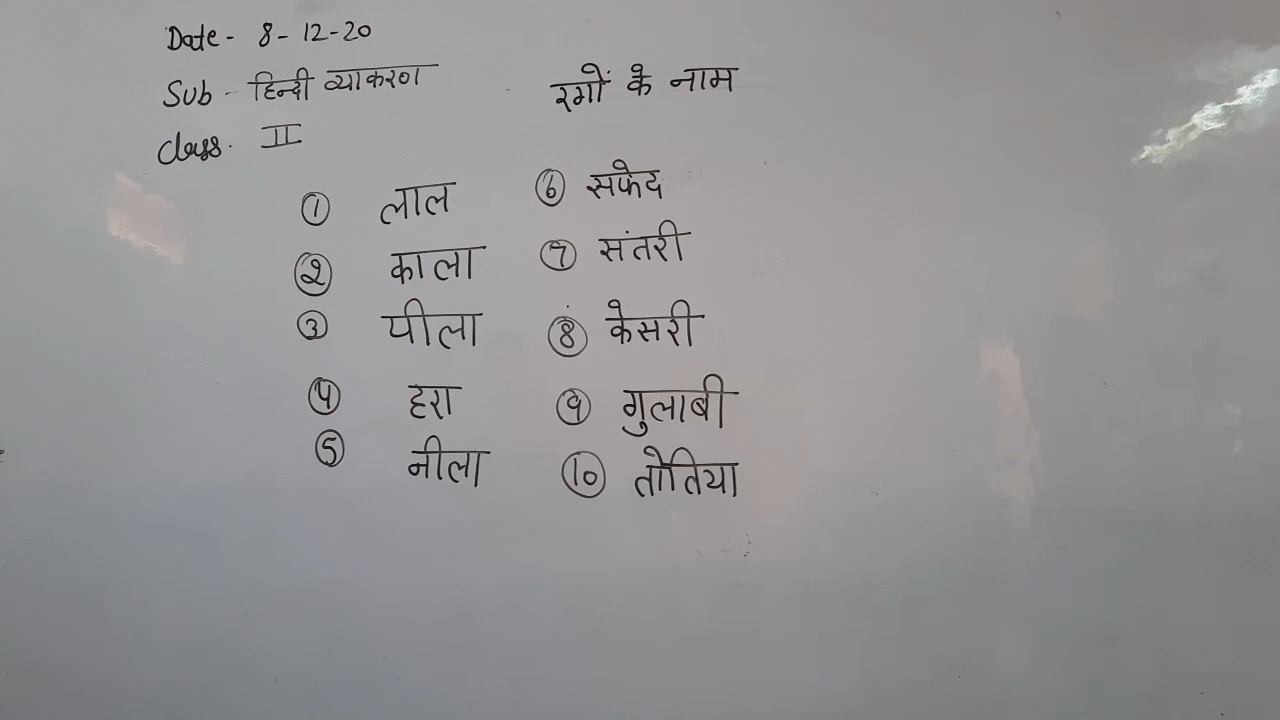 Date - 8-12-20
Sub - हिन्दी व्याकरण
रगों के नाम
Class. II
① लाल
② काला
③ पीला
④ हरा
⑤ नीला
⑥ सफेद
⑦ संतरी
⑧ केसरी
⑨ गुलाबी
⑩ तोतिया